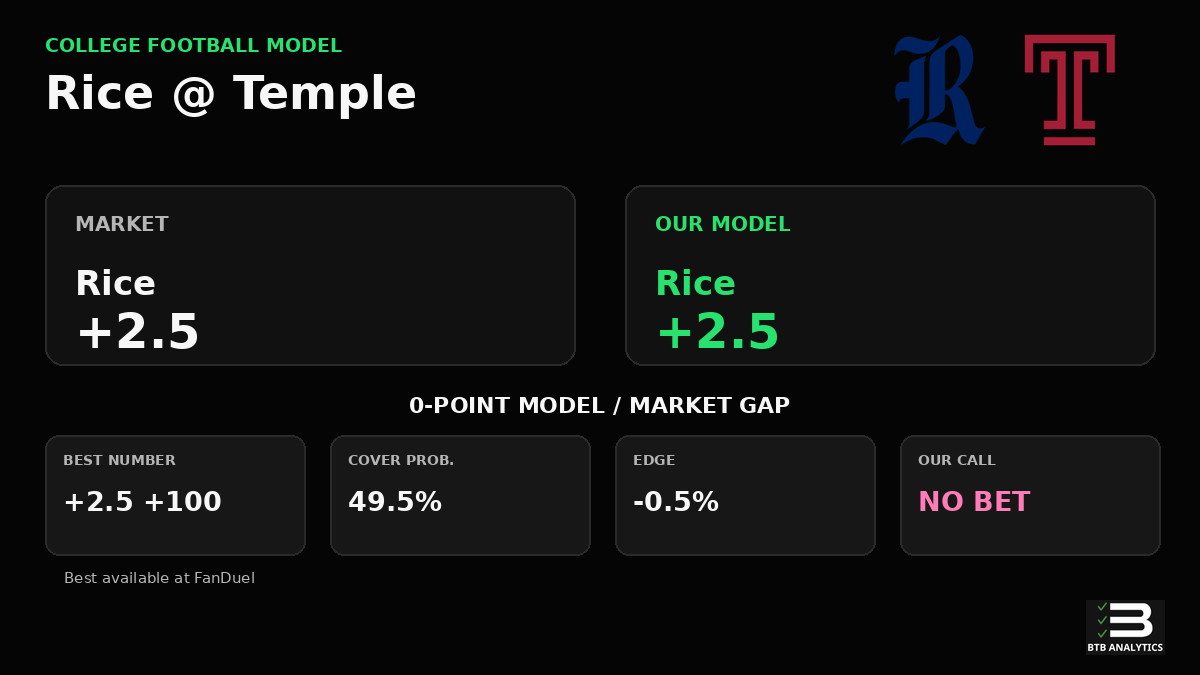 COLLEGE FOOTBALL MODEL
Rice @ Temple
R T
MARKET
Rice
+2.5
OUR MODEL
Rice
+2.5
0-POINT MODEL / MARKET GAP
BEST NUMBER
+2.5 +100
COVER PROB.
49.5%
EDGE
-0.5%
OUR CALL
NO BET
Best available at FanDuel
BTB ANALYTICS